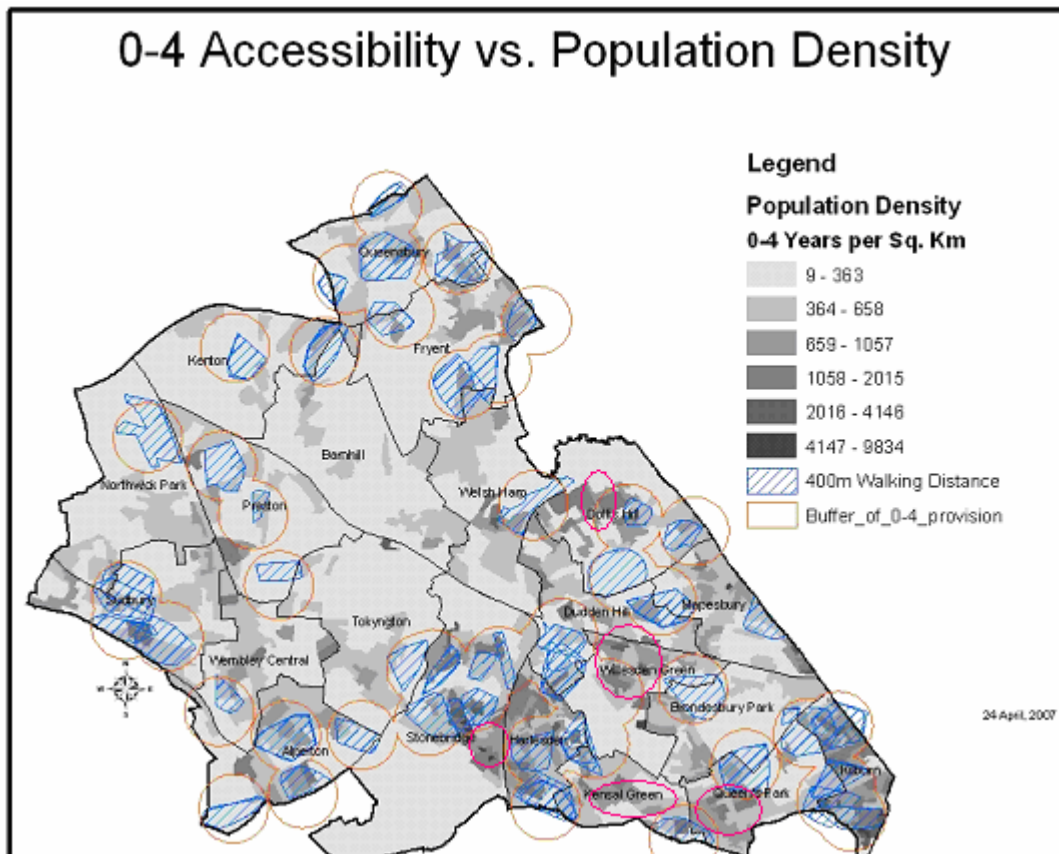 0-4 Accessibility vs. Population Density
Legend
Population Density
0-4 Years per Sq. Km
9 - 363
364 - 658
659 - 1057
1058 - 2015
2016 - 4146
4147 - 9834
400m Walking Distance
Buffer_of_0-4_provision
Queensbury
Fryent
Kenton
Barnhill
Northwick Park
Preston
Welsh Harp
Dollis Hill
Sudbury
Tokyngton
Dudden Hill
Mapesbury
Wembley Central
Willesden Green
Brondesbury Park
24 April, 2007
Stonebridge
Harlesden
Alperton
Kilburn
Kensal Green
Queens Park
N
W
E
S